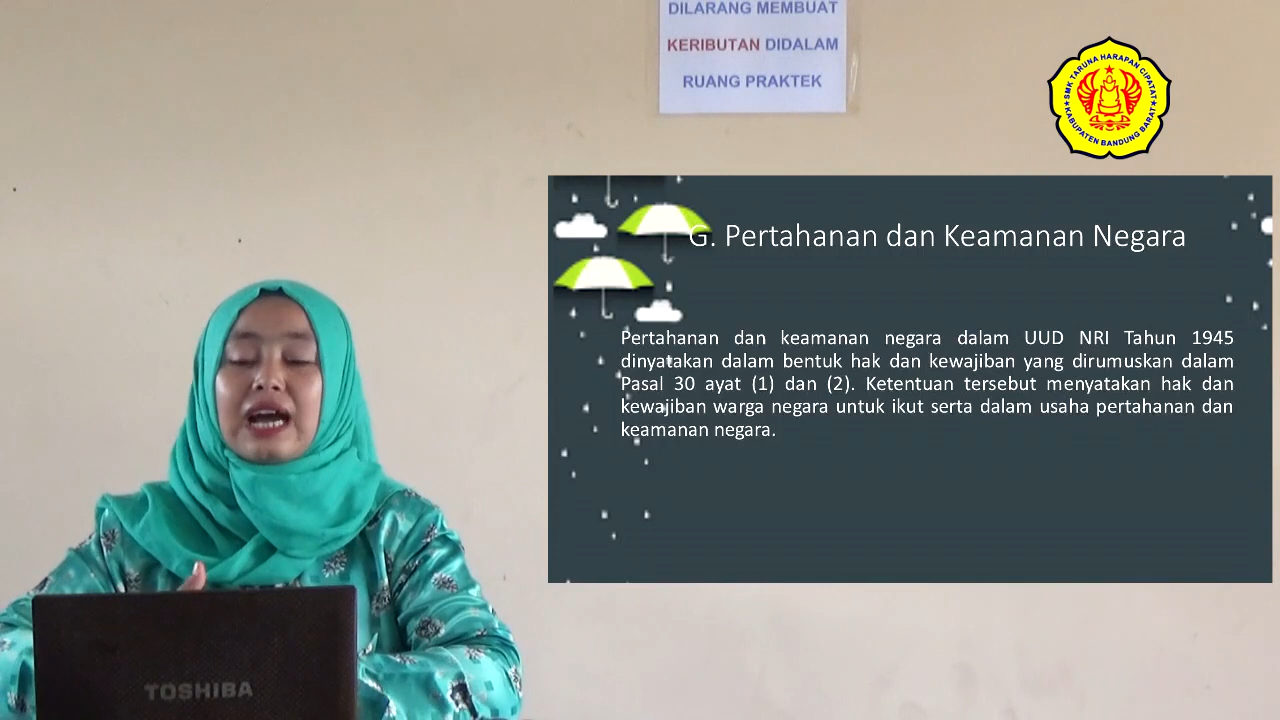 DILARANG MEMBUAT
KERIBUTAN DIDALAM
RUANG PRAKTEK
SMK TARUNA HARAPAN CIPATAT
KABUPATEN BANDUNG BARAT
G. Pertahanan dan Keamanan Negara
Pertahanan dan keamanan negara dalam UUD NRI Tahun 1945
dinyatakan dalam bentuk hak dan kewajiban yang dirumuskan dalam
Pasal 30 ayat (1) dan (2). Ketentuan tersebut menyatakan hak dan
kewajiban warga negara untuk ikut serta dalam usaha pertahanan dan
keamanan negara.
TOSHIBA